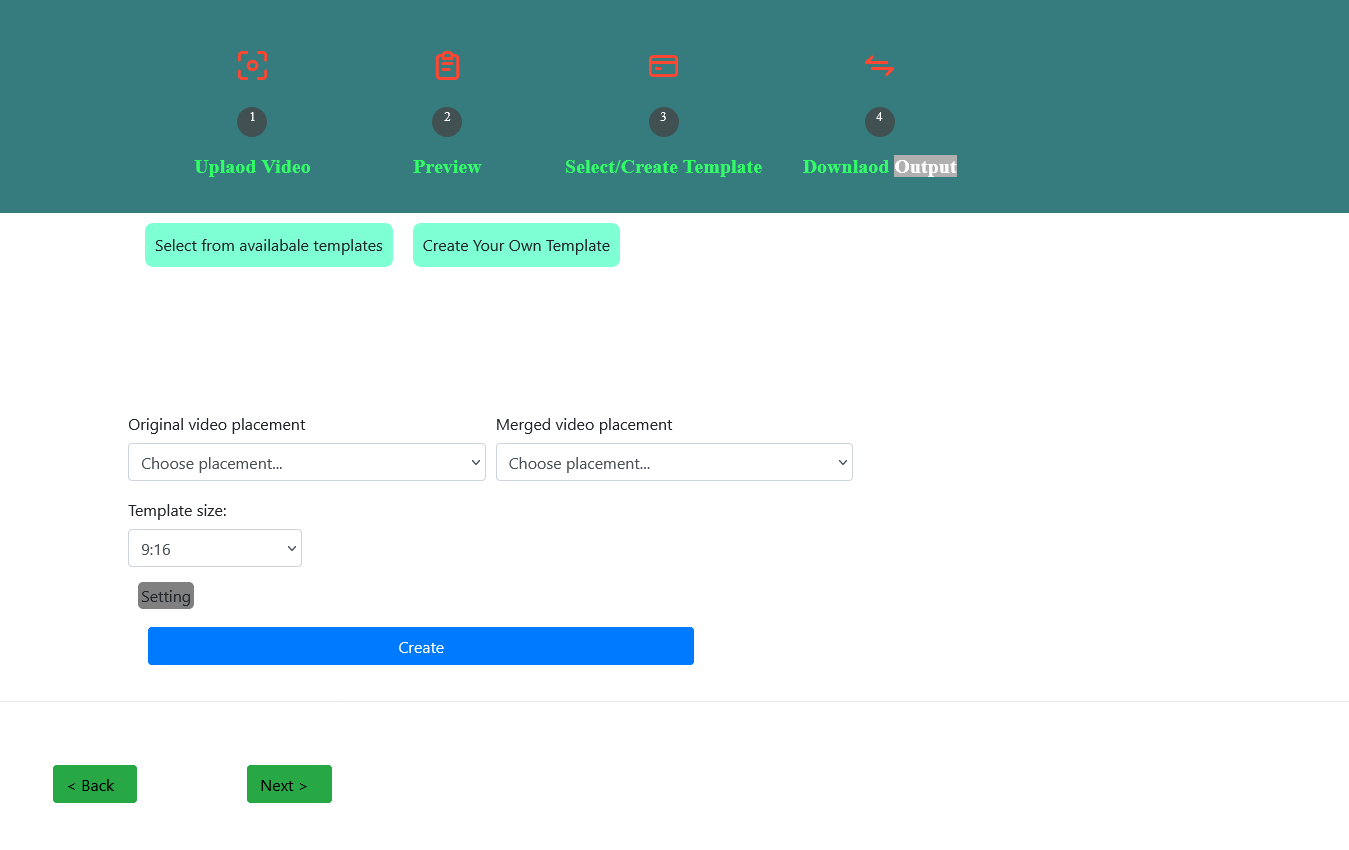 1 2 3 4
Uplaod Video Preview Select/Create Template Downlaod Output
Select from availabale templates Create Your Own Template
Original video placement Merged video placement
Choose placement... Choose placement...
Template size:
9:16
Setting
Create
< Back Next >